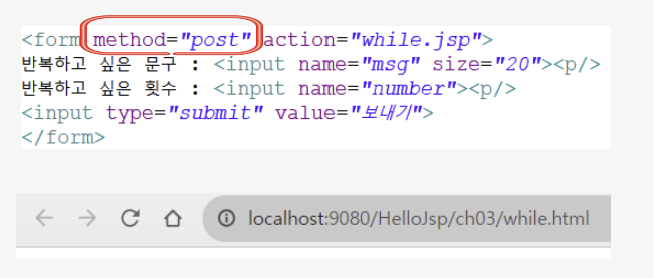 <form method="post" action="while.jsp">
반복하고 싶은 문구 : <input name="msg" size="20"><p/>
반복하고 싶은 횟수 : <input name="number"><p/>
<input type="submit" value="보내기">
</form>
localhost:9080/HelloJsp/ch03/while.html